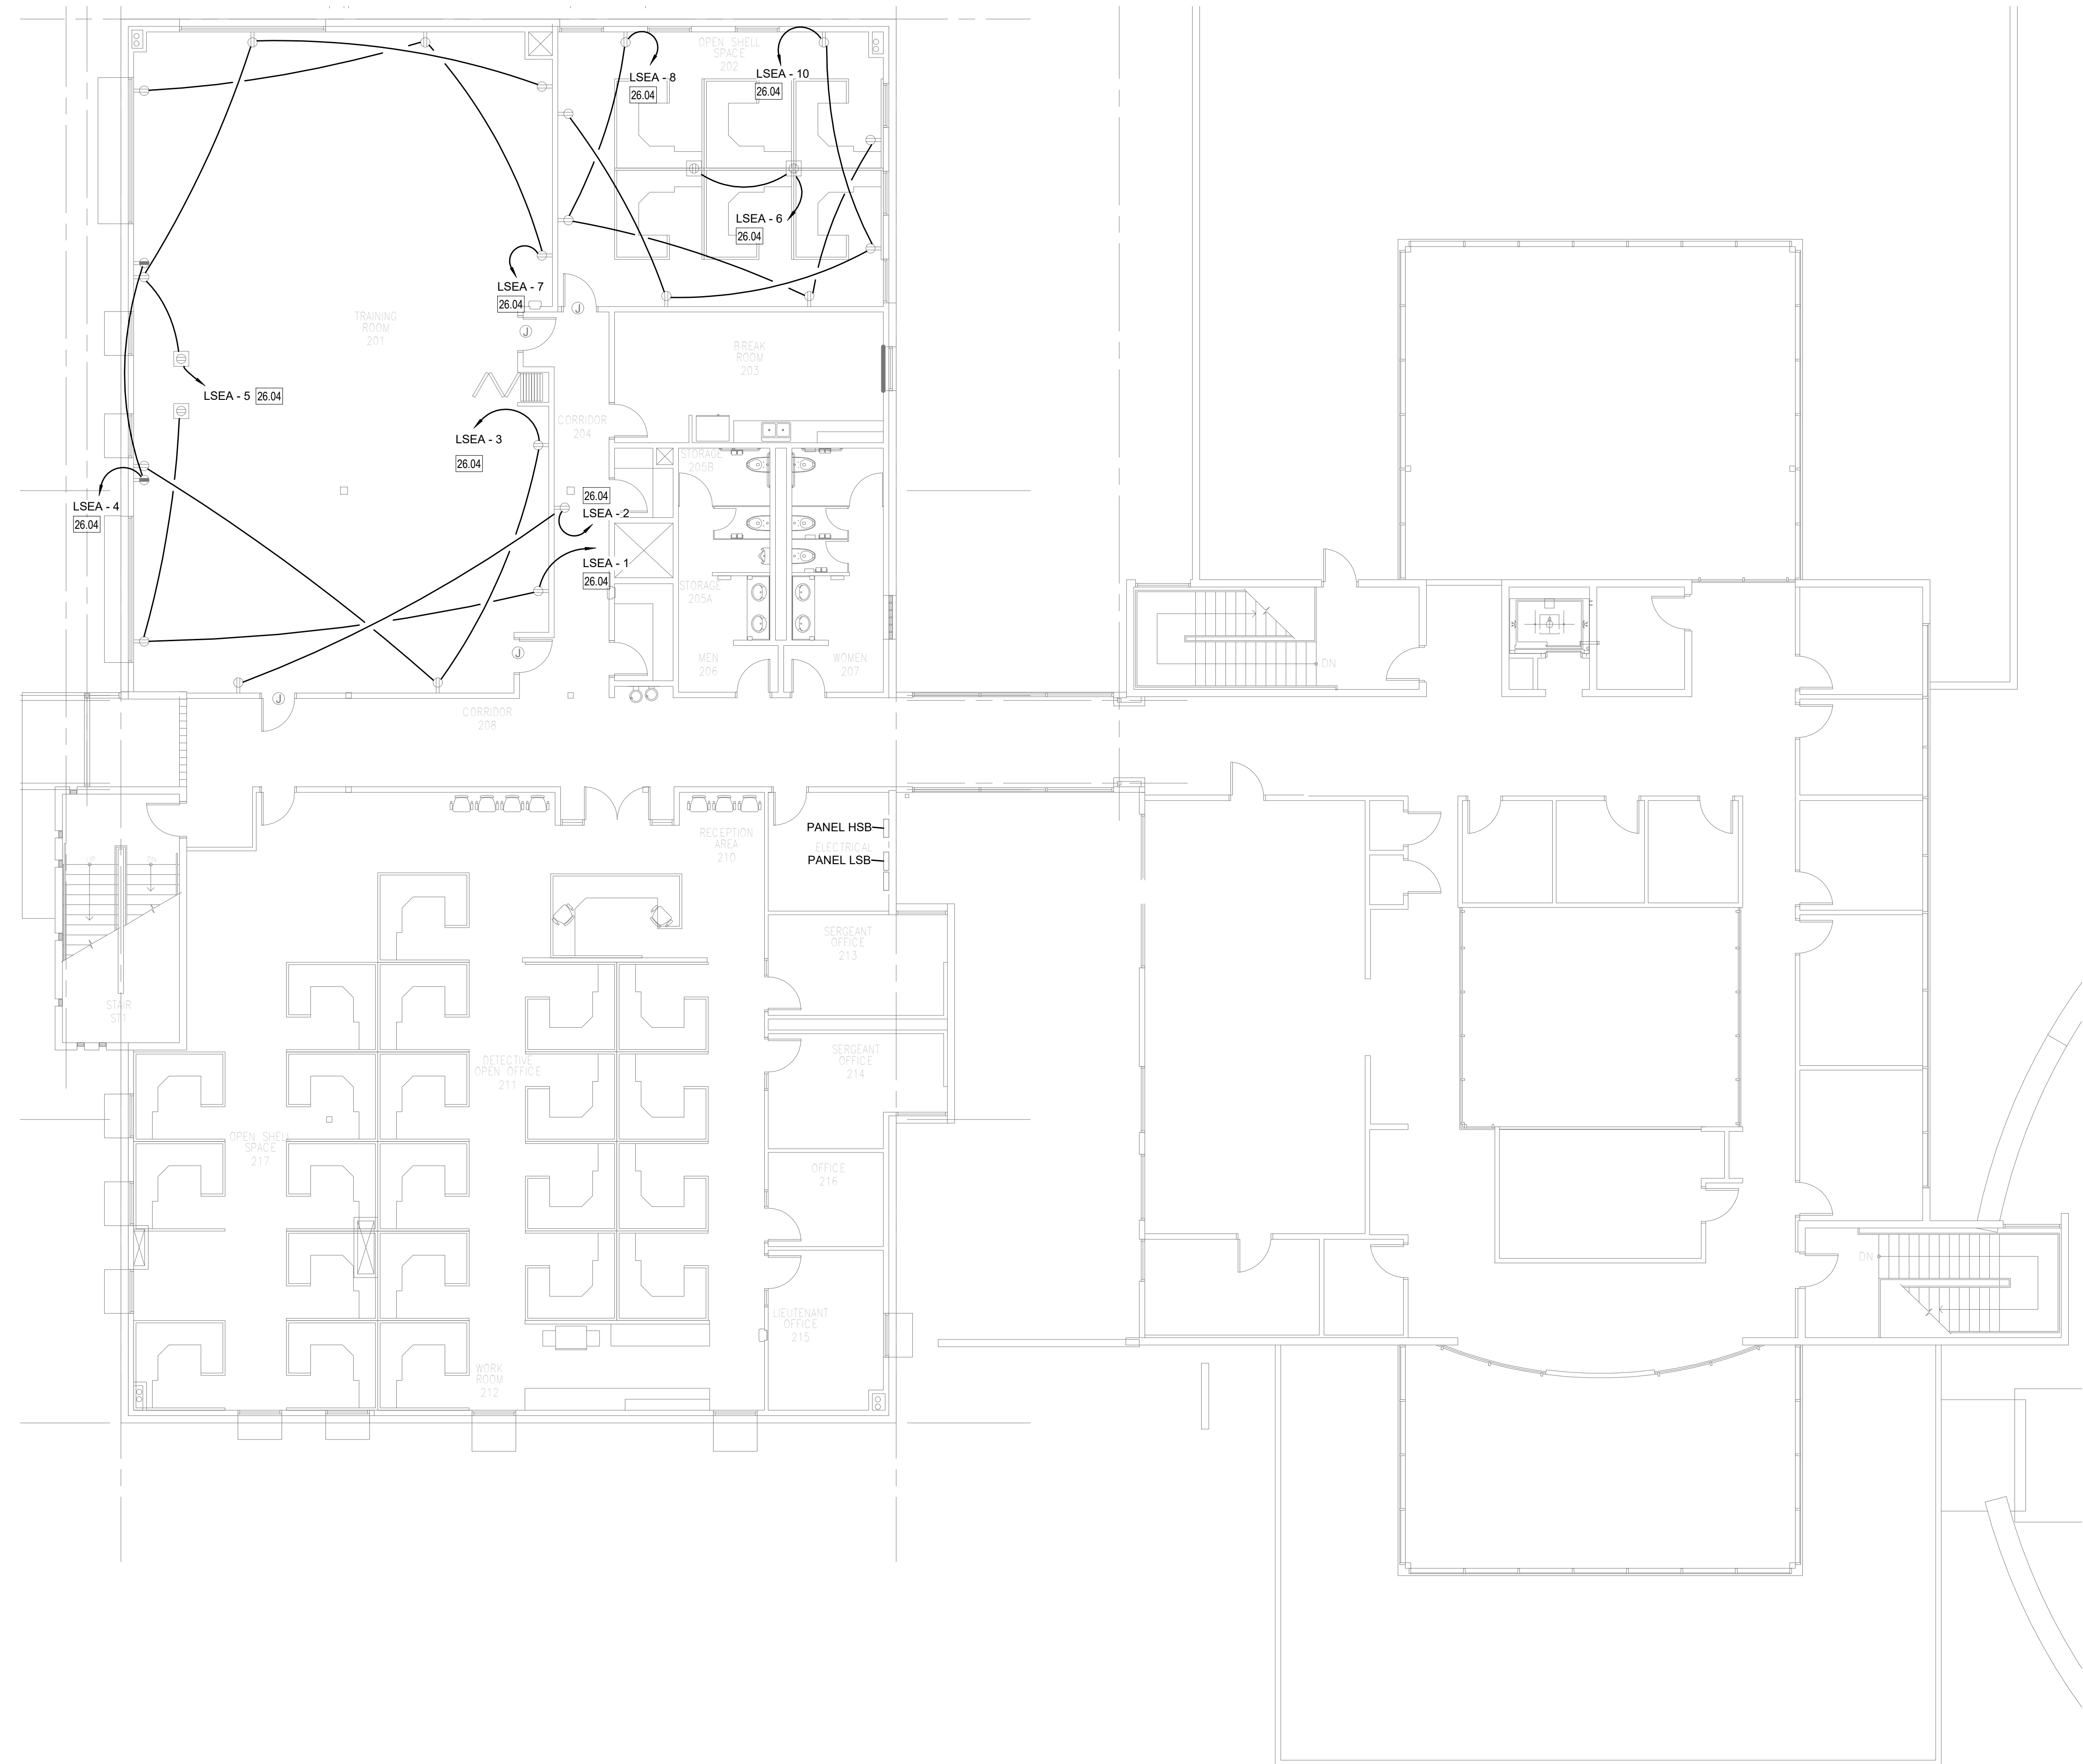 OPEN SHELL
SPACE
202
LSEA - 8
26.04
LSEA - 10
26.04
LSEA - 6
26.04
LSEA - 7
26.04
J
J
TRAINING
ROOM
201
BREAK
ROOM
203
LSEA - 5 26.04
LSEA - 3
26.04
CORRIDOR
204
STORAGE
205B
LSEA - 4
26.04
26.04
LSEA - 2
LSEA - 1
26.04
STORAGE
205A
J
MEN
206
WOMEN
207
DN
J
CORRIDOR
208
RECEPTION
AREA
210
PANEL HSB
ELECTRICAL
PANEL LSB
SERGEANT
OFFICE
213
STAIR
ST1
DETECTIVE
OPEN OFFICE
211
SERGEANT
OFFICE
214
OPEN SHELL
SPACE
217
OFFICE
216
DN
LIEUTENANT
OFFICE
215
WORK
ROOM
212